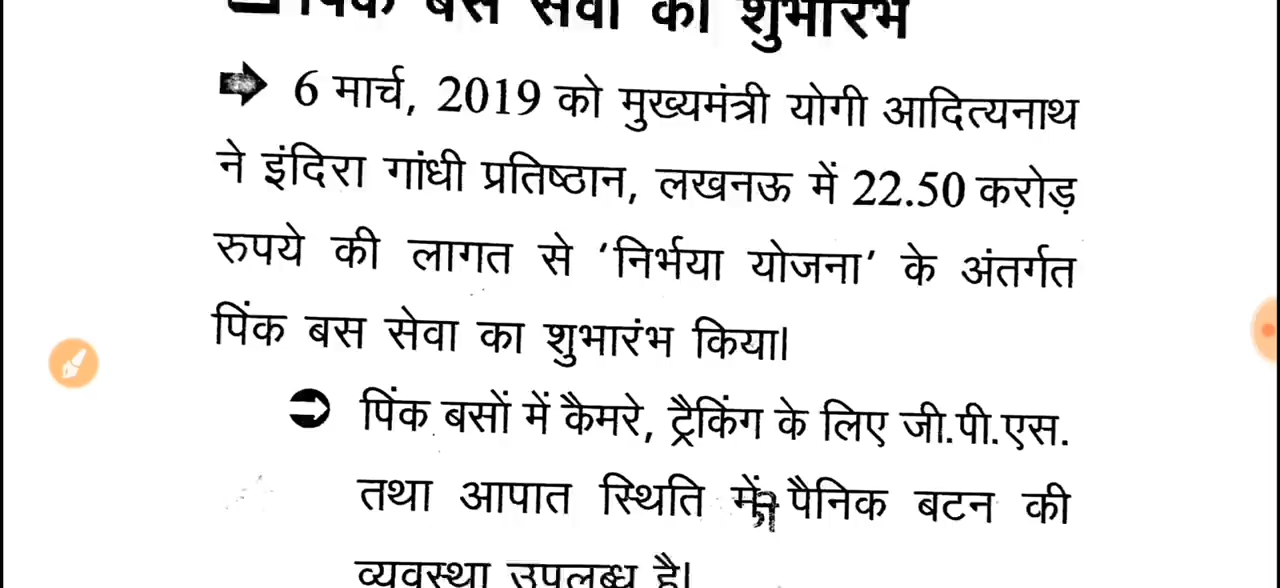 पिंक बस सेवा का शुभारंभ
6 मार्च, 2019 को मुख्यमंत्री योगी आदित्यनाथ
ने इंदिरा गांधी प्रतिष्ठान, लखनऊ में 22.50 करोड़
रुपये की लागत से ‘निर्भया योजना’ के अंतर्गत
पिंक बस सेवा का शुभारंभ किया।
पिंक बसों में कैमरे, ट्रैकिंग के लिए जी.पी.एस.
तथा आपात स्थिति में पैनिक बटन की
व्यवस्था उपलब्ध है।